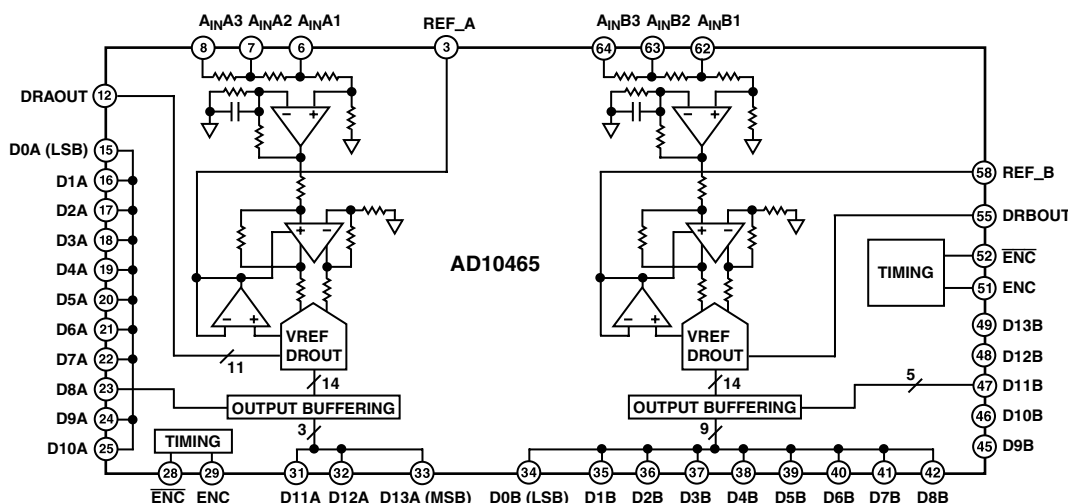 AINA3 AINA2 AINA1 REF_A AINB3 AINB2 AINB1
8 7 6 3 64 63 62
DRAOUT 12
D0A (LSB) 15
D1A 16
D2A 17
D3A 18
D4A 19
D5A 20
D6A 21
D7A 22
D8A 23
D9A 24
D10A 25
− +
+ −
− +
VREF
DROUT
11
14
OUTPUT BUFFERING
3
TIMING
AD10465
− +
+ −
− +
VREF
DROUT
14
OUTPUT BUFFERING
9
5
TIMING
58 REF_B
55 DRBOUT
52 ENC
51 ENC
49 D13B
48 D12B
47 D11B
46 D10B
45 D9B
28 29 31 32 33 34 35 36 37 38 39 40 41 42
ENC ENC D11A D12A D13A (MSB) D0B (LSB) D1B D2B D3B D4B D5B D6B D7B D8B